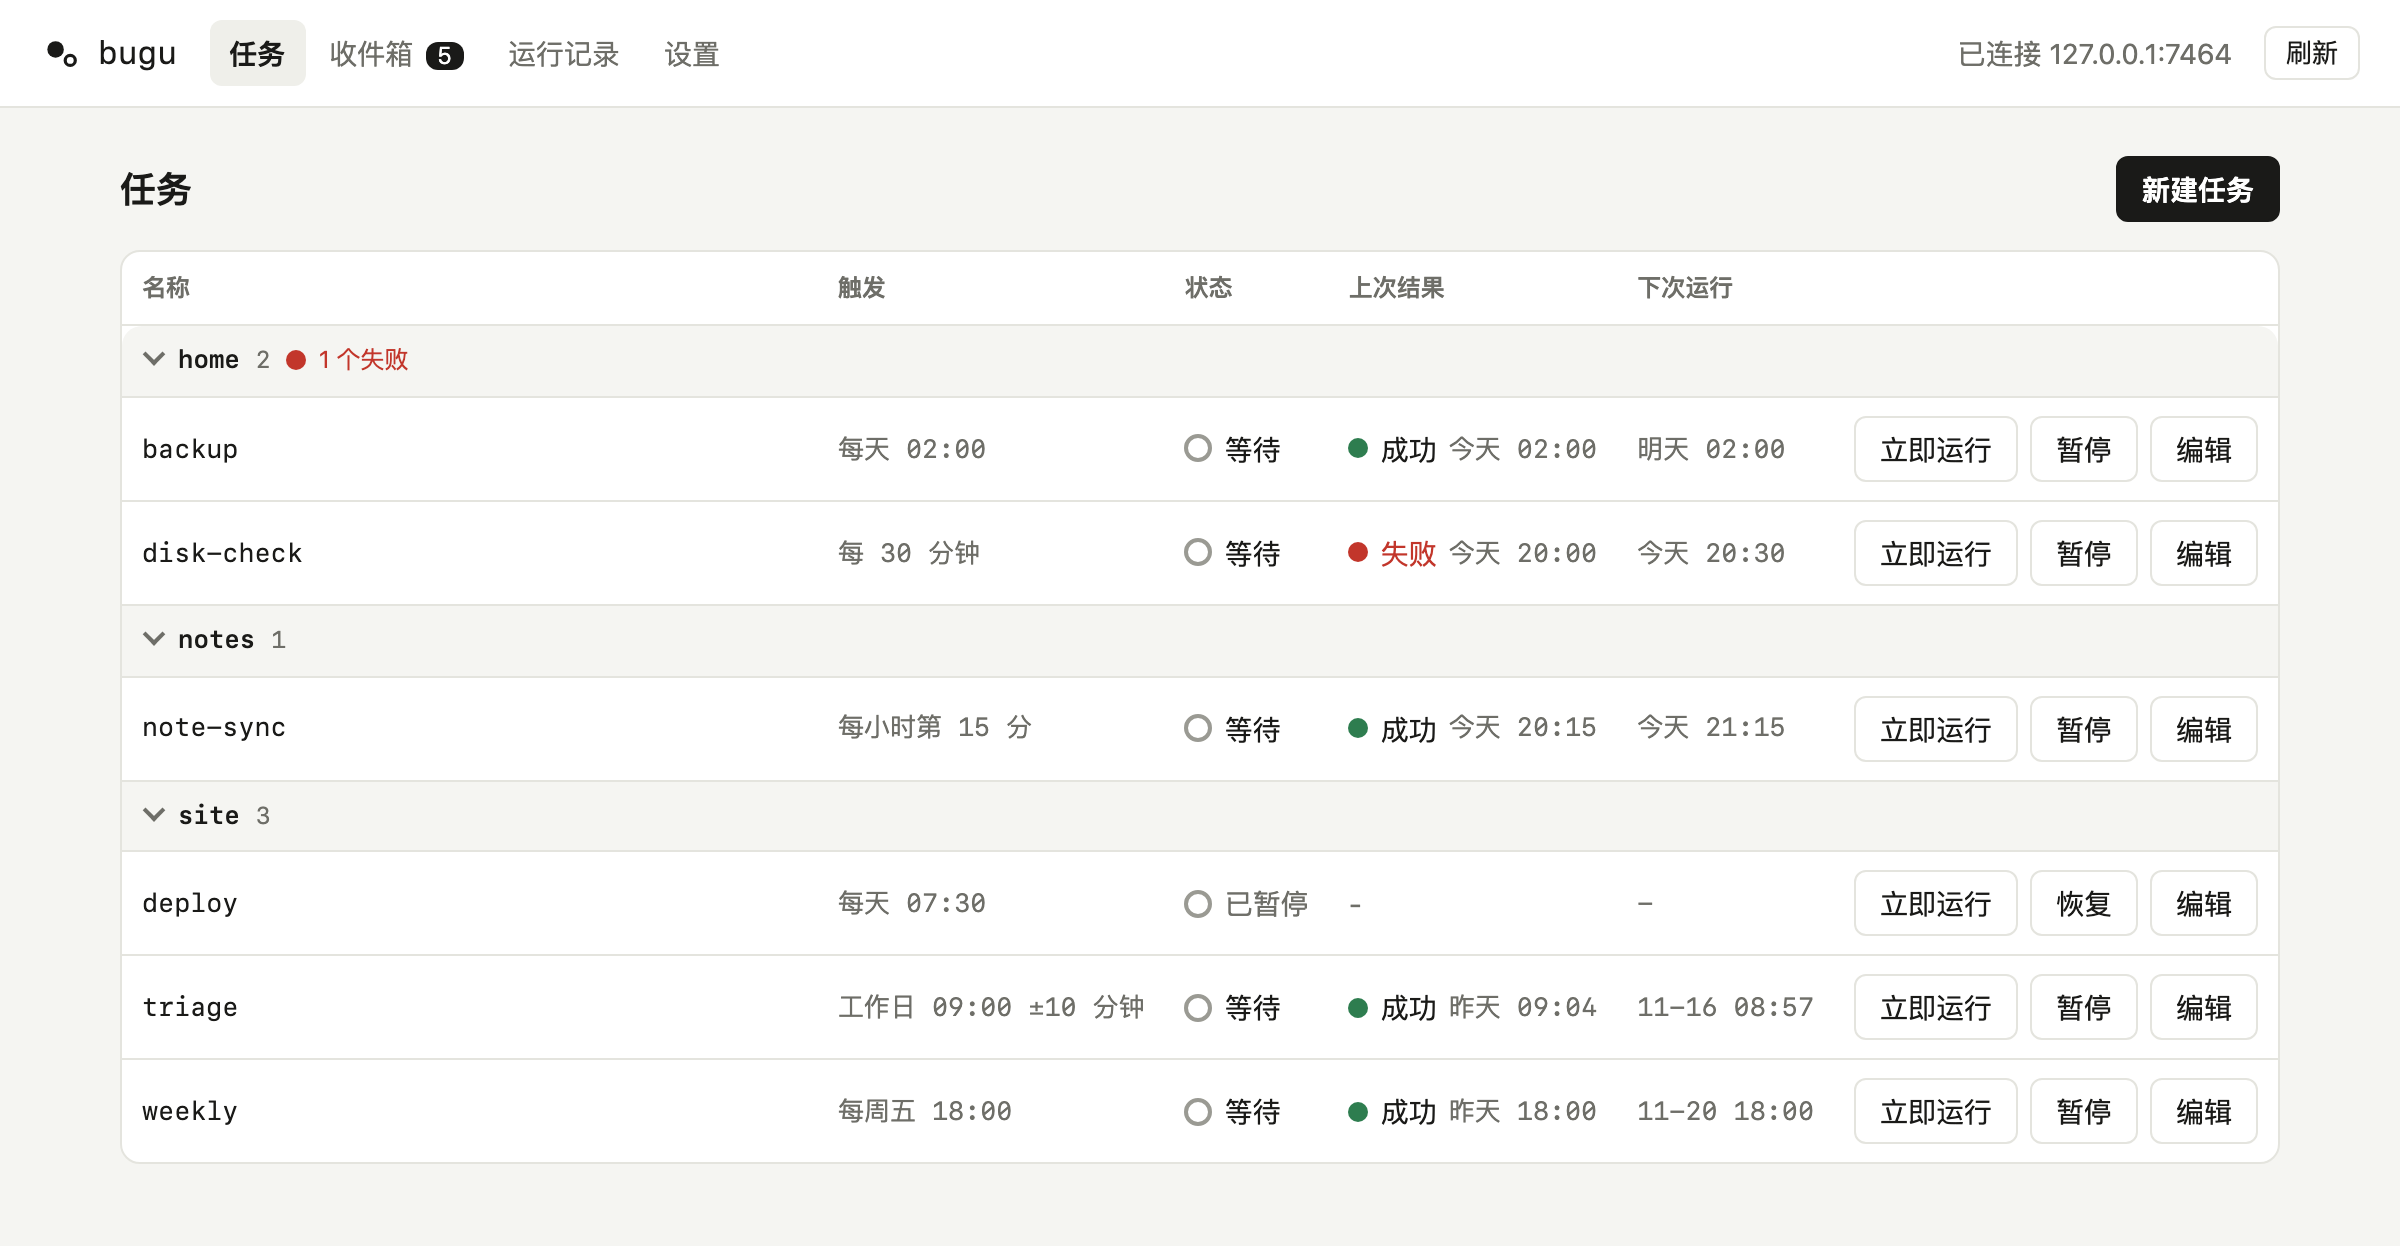 bugu 任务 收件箱 5 运行记录 设置 已连接 127.0.0.1:7464 刷新
任务 新建任务
名称 触发 状态 上次结果 下次运行
home 2 1 个失败
backup 每天 02:00 等待 成功 今天 02:00 明天 02:00 立即运行 暂停 编辑
disk-check 每 30 分钟 等待 失败 今天 20:00 今天 20:30 立即运行 暂停 编辑
notes 1
note-sync 每小时第 15 分 等待 成功 今天 20:15 今天 21:15 立即运行 暂停 编辑
site 3
deploy 每天 07:30 已暂停 - - 立即运行 恢复 编辑
triage 工作日 09:00 ±10 分钟 等待 成功 昨天 09:04 11-16 08:57 立即运行 暂停 编辑
weekly 每周五 18:00 等待 成功 昨天 18:00 11-20 18:00 立即运行 暂停 编辑